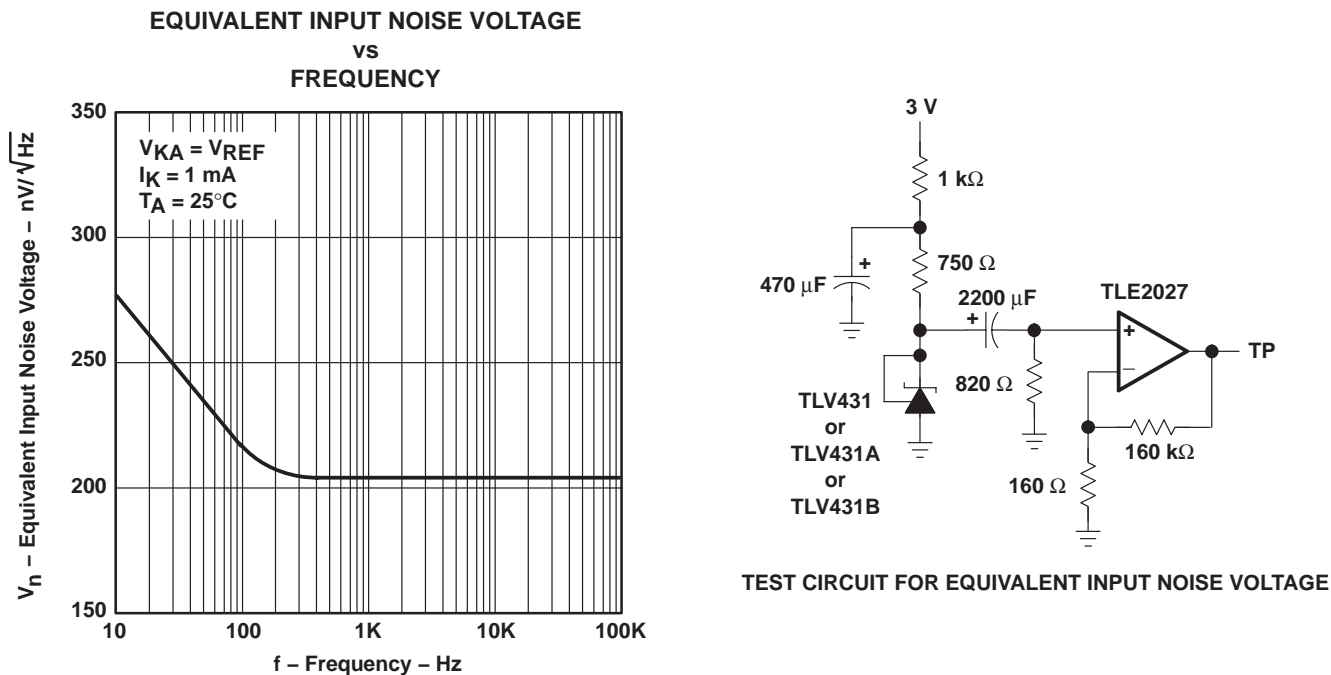 EQUIVALENT INPUT NOISE VOLTAGE
vs
FREQUENCY
Vn – Equivalent Input Noise Voltage – nV/√Hz
350
300
250
200
150
VKA = VREF
IK = 1 mA
TA = 25°C
10
100
1K
10K
100K
f – Frequency – Hz
3 V
1 kΩ
750 Ω
470 μF
+
2200 μF
+
820 Ω
TLE2027
+
–
TP
160 kΩ
160 Ω
TLV431
or
TLV431A
or
TLV431B
TEST CIRCUIT FOR EQUIVALENT INPUT NOISE VOLTAGE